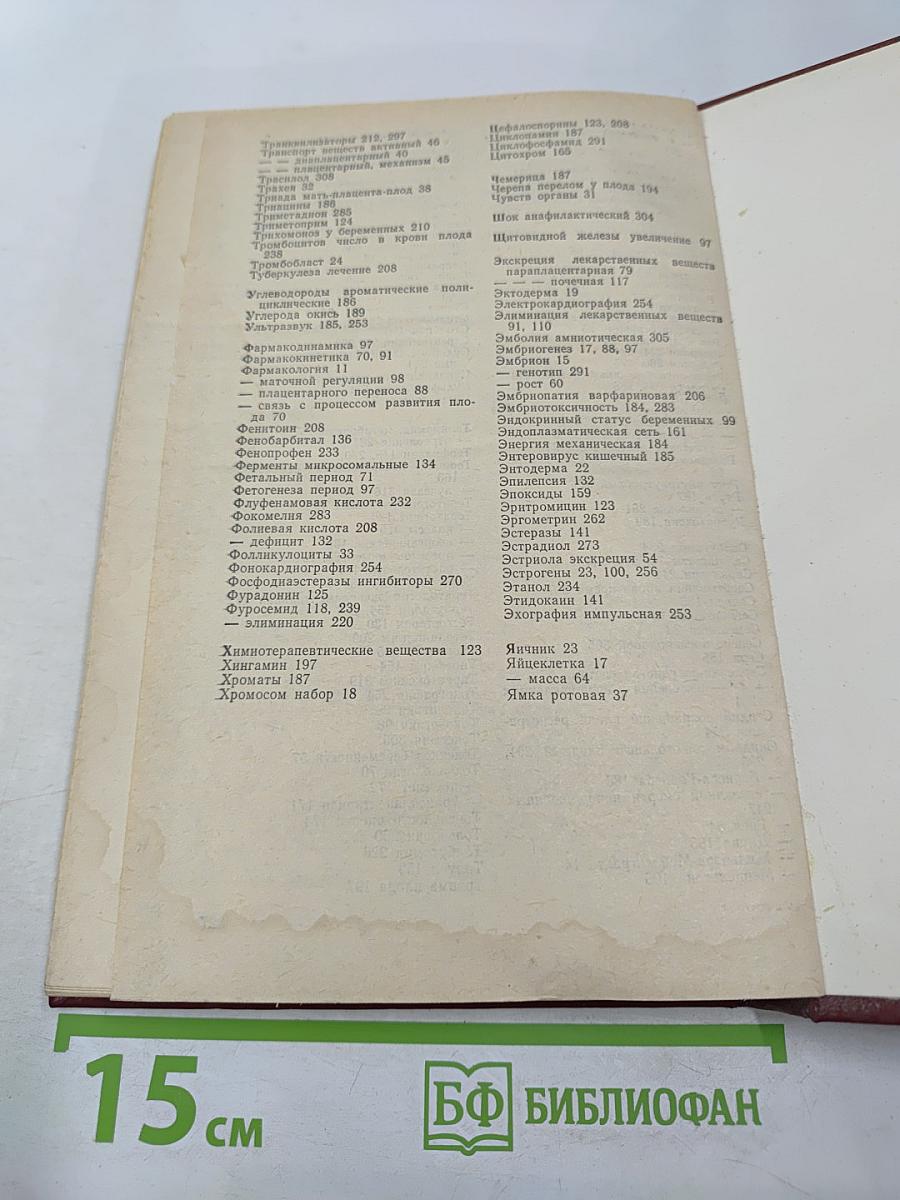 Транквилизаторы 212, 297
Транспорт веществ активный 46
— — диаплацентарный 40
— — плацентарный, механизм 45
Трасилол 308
Трахея 32
Триада мать-плацента-плод 38
Триацины 186
Триметадион 285
Триметоприм 124
Трихомоноз у беременных 210
Тромбоцитов число в крови плода
238
Тромбобласт 24
Туберкулеза лечение 208
Углеводороды ароматические поли-
циклические 186
Углерода окись 189
Ультразвук 185, 253
Фармакодинамика 97
Фармакокинетика 70, 91
Фармакология 11
— маточной регуляции 98
— плацентарного переноса 88
— связь с процессом развития пло-
да 70
Фенитоин 208
Фенобарбитал 136
Фенопрофен 233
Ферменты микросомальные 134
Фетальный период 71
Фетогенеза период 97
Флуфенамовая кислота 232
Фокомелия 283
Фолиевая кислота 208
— дефицит 132
Фолликулоциты 33
Фонокардиография 254
Фосфодиаэстеразы ингибиторы 270
Фурадонин 125
Фуросемид 118, 239
— элиминация 220
Химиотерапевтические вещества 123
Хингамин 197
Хроматы 187
Хромосом набор 18
Цефалоспорины 123, 208
Циклопамин 187
Циклофосфамид 291
Цитохром 165
Чемерица 187
Черепа перелом у плода 194
Чувств органы 31
Шок анафилактический 304
Щитовидной железы увеличение 97
Экскреция лекарственных веществ
параплацентарная 79
— — — почечная 117
Эктодерма 19
Электрокардиография 254
Элиминация лекарственных веществ
91, 110
Эмболия амниотическая 305
Эмбриогенез 17, 88, 97
Эмбрион 15
— генотип 291
— рост 60
Эмбриопатия варфариновая 206
Эмбриотоксичность 184, 283
Эндокринный статус беременных 99
Эндоплазматическая сеть 161
Энергия механическая 184
Энтеровирус кишечный 185
Энтодерма 22
Эпилепсия 132
Эпоксиды 159
Эритромицин 123
Эргометрин 262
Эстеразы 141
Эстрадиол 273
Эстриола экскреция 54
Эстрогены 23, 100, 256
Этанол 234
Этидокаин 141
Эхография импульсная 253
Яичник 23
Яйцеклетка 17
— масса 64
Ямка ротовая 37
15 см
БФ БИБЛИОФАН